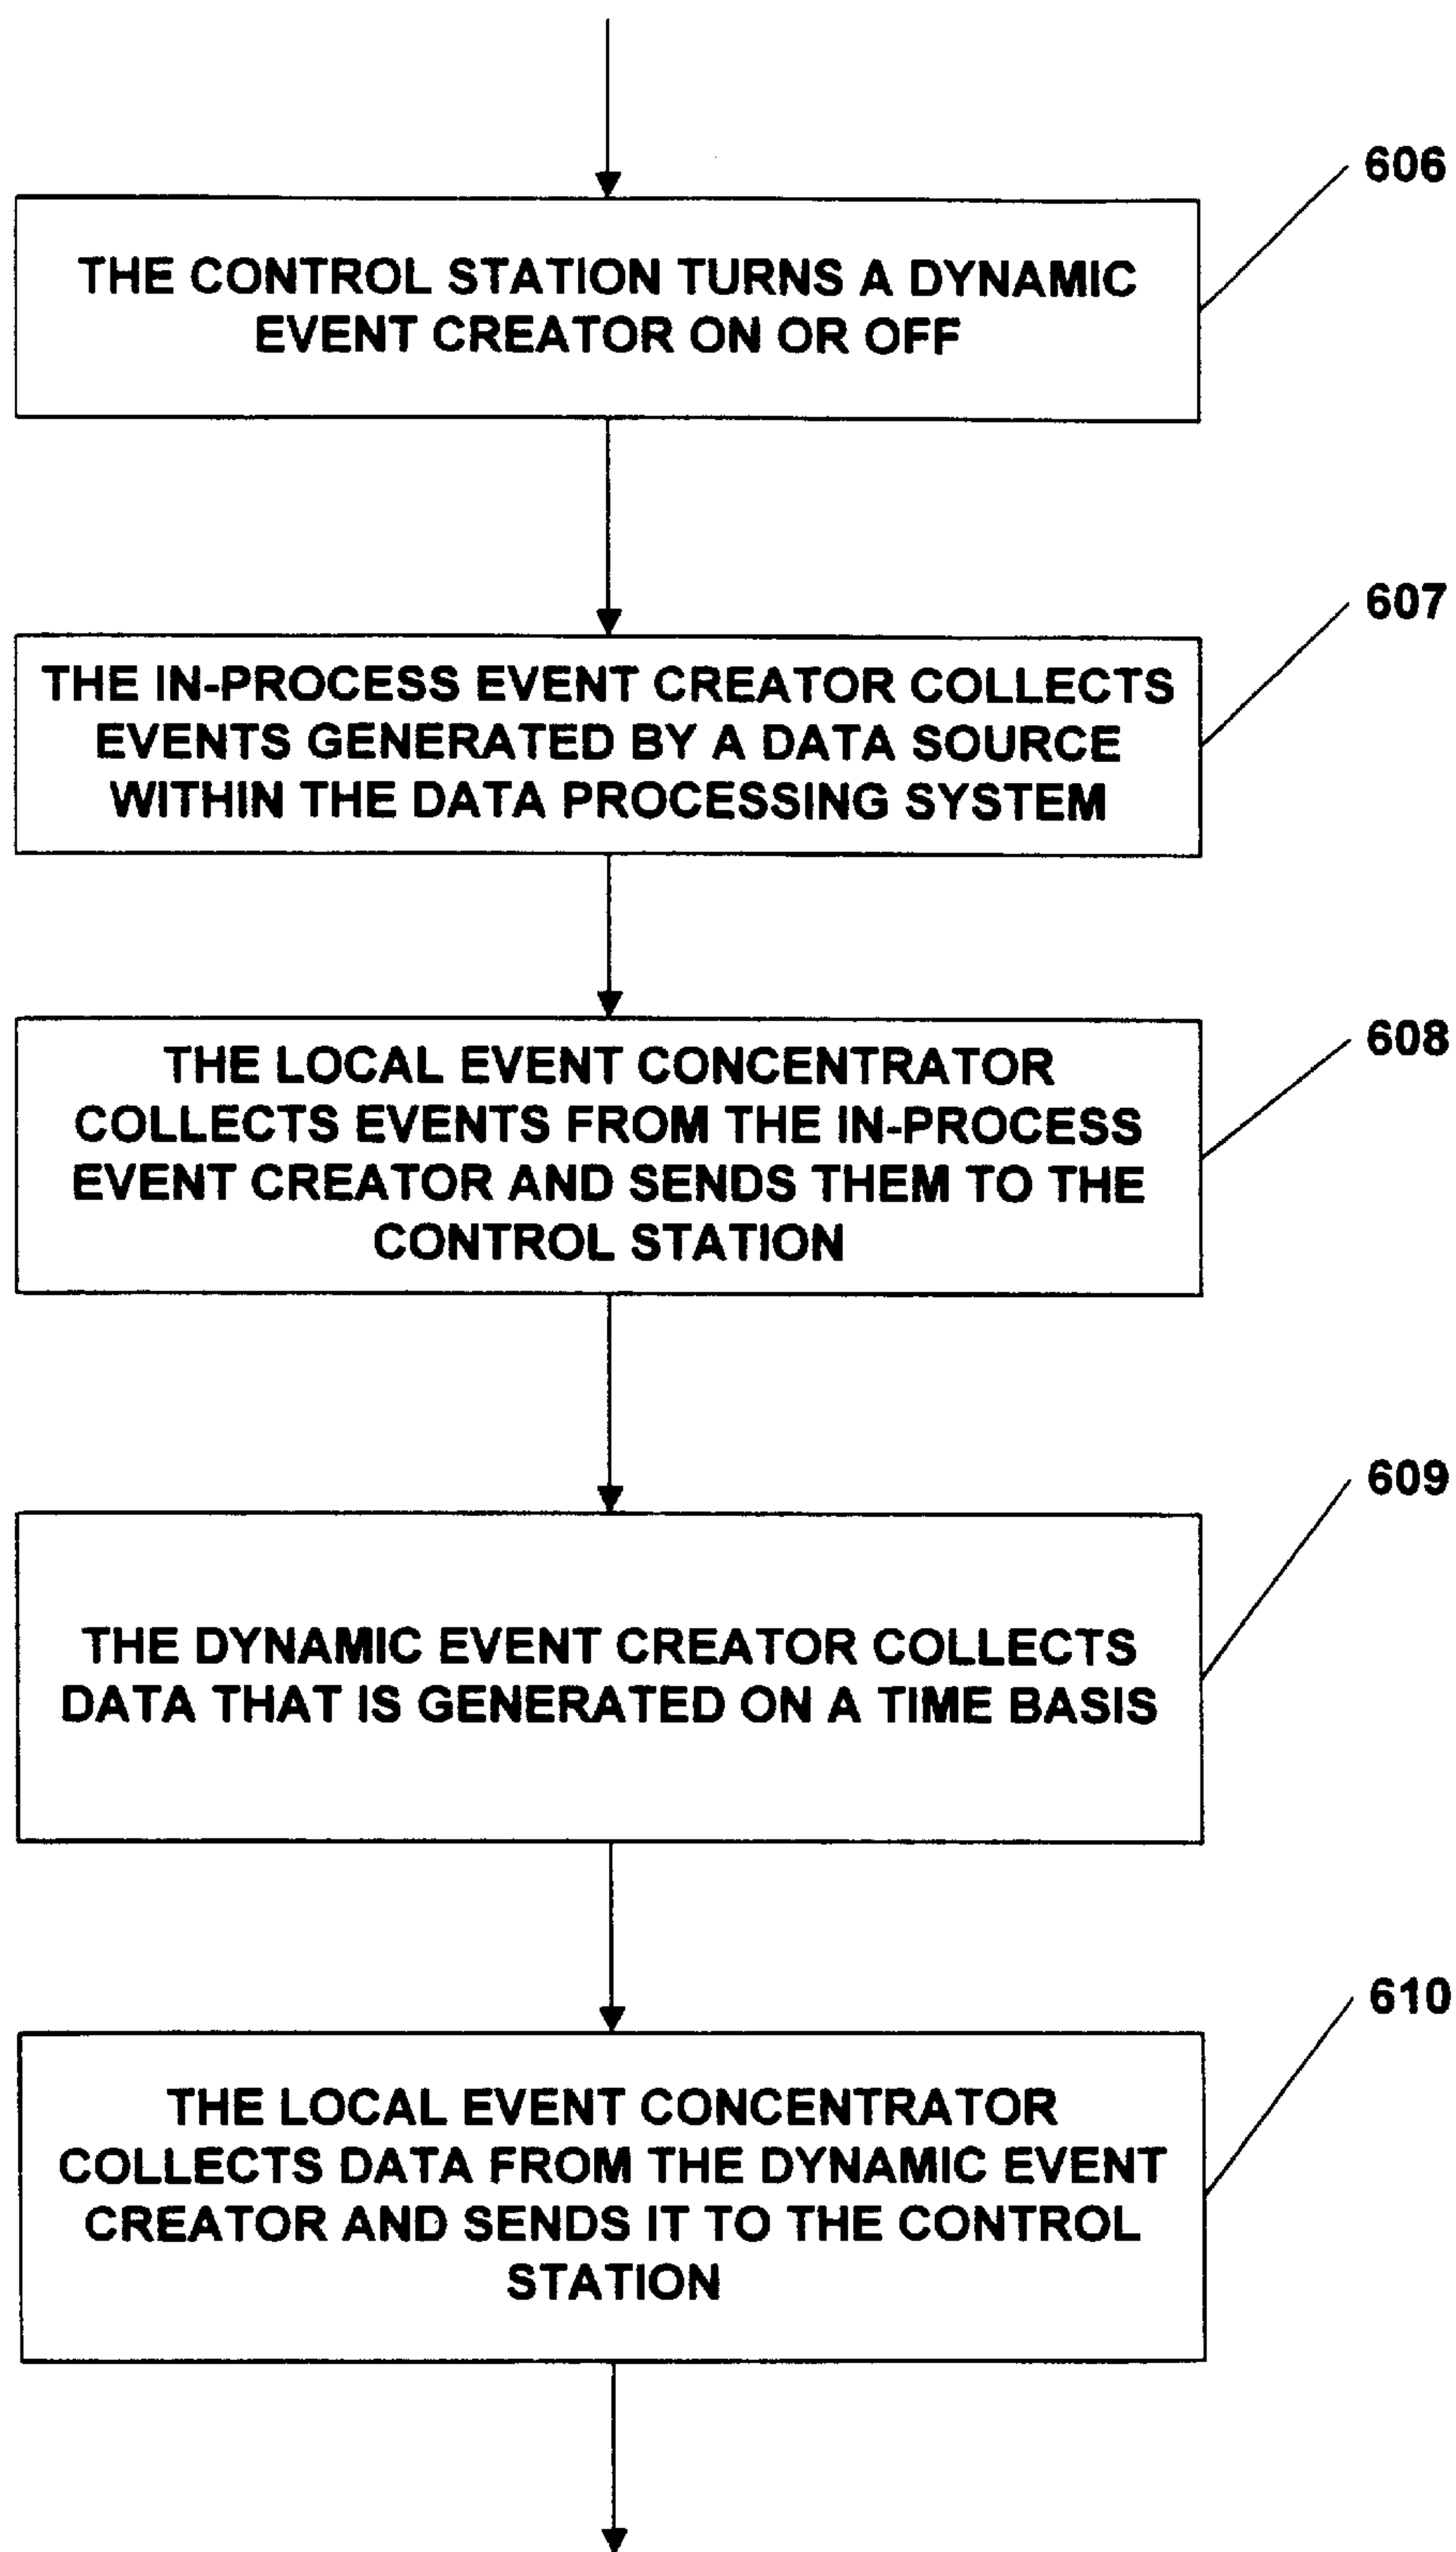 606
THE CONTROL STATION TURNS A DYNAMIC
EVENT CREATOR ON OR OFF
607
THE IN-PROCESS EVENT CREATOR COLLECTS
EVENTS GENERATED BY A DATA SOURCE
WITHIN THE DATA PROCESSING SYSTEM
608
THE LOCAL EVENT CONCENTRATOR
COLLECTS EVENTS FROM THE IN-PROCESS
EVENT CREATOR AND SENDS THEM TO THE
CONTROL STATION
609
THE DYNAMIC EVENT CREATOR COLLECTS
DATA THAT IS GENERATED ON A TIME BASIS
610
THE LOCAL EVENT CONCENTRATOR
COLLECTS DATA FROM THE DYNAMIC EVENT
CREATOR AND SENDS IT TO THE CONTROL
STATION